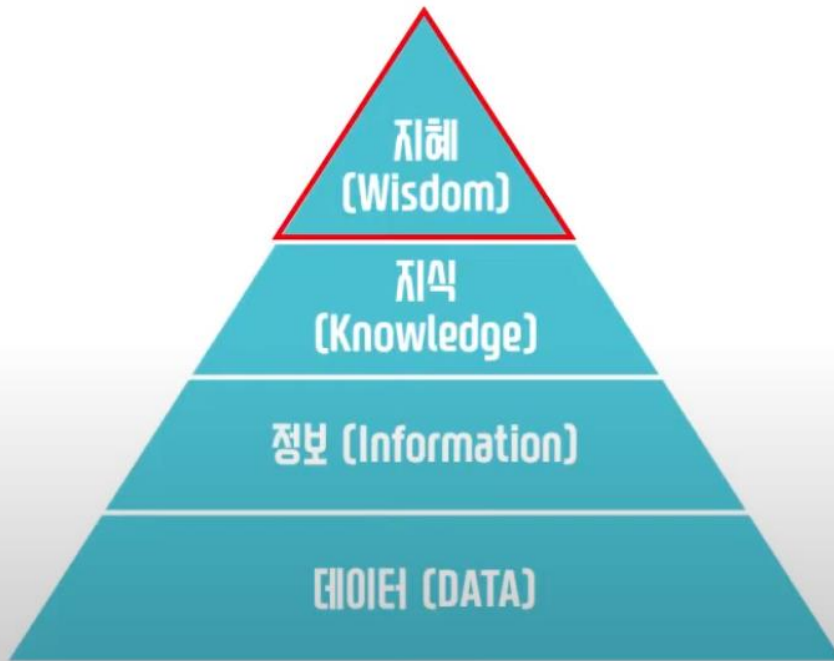 지혜
(Wisdom)
지식
(Knowledge)
정보 (Information)
데이터 (DATA)